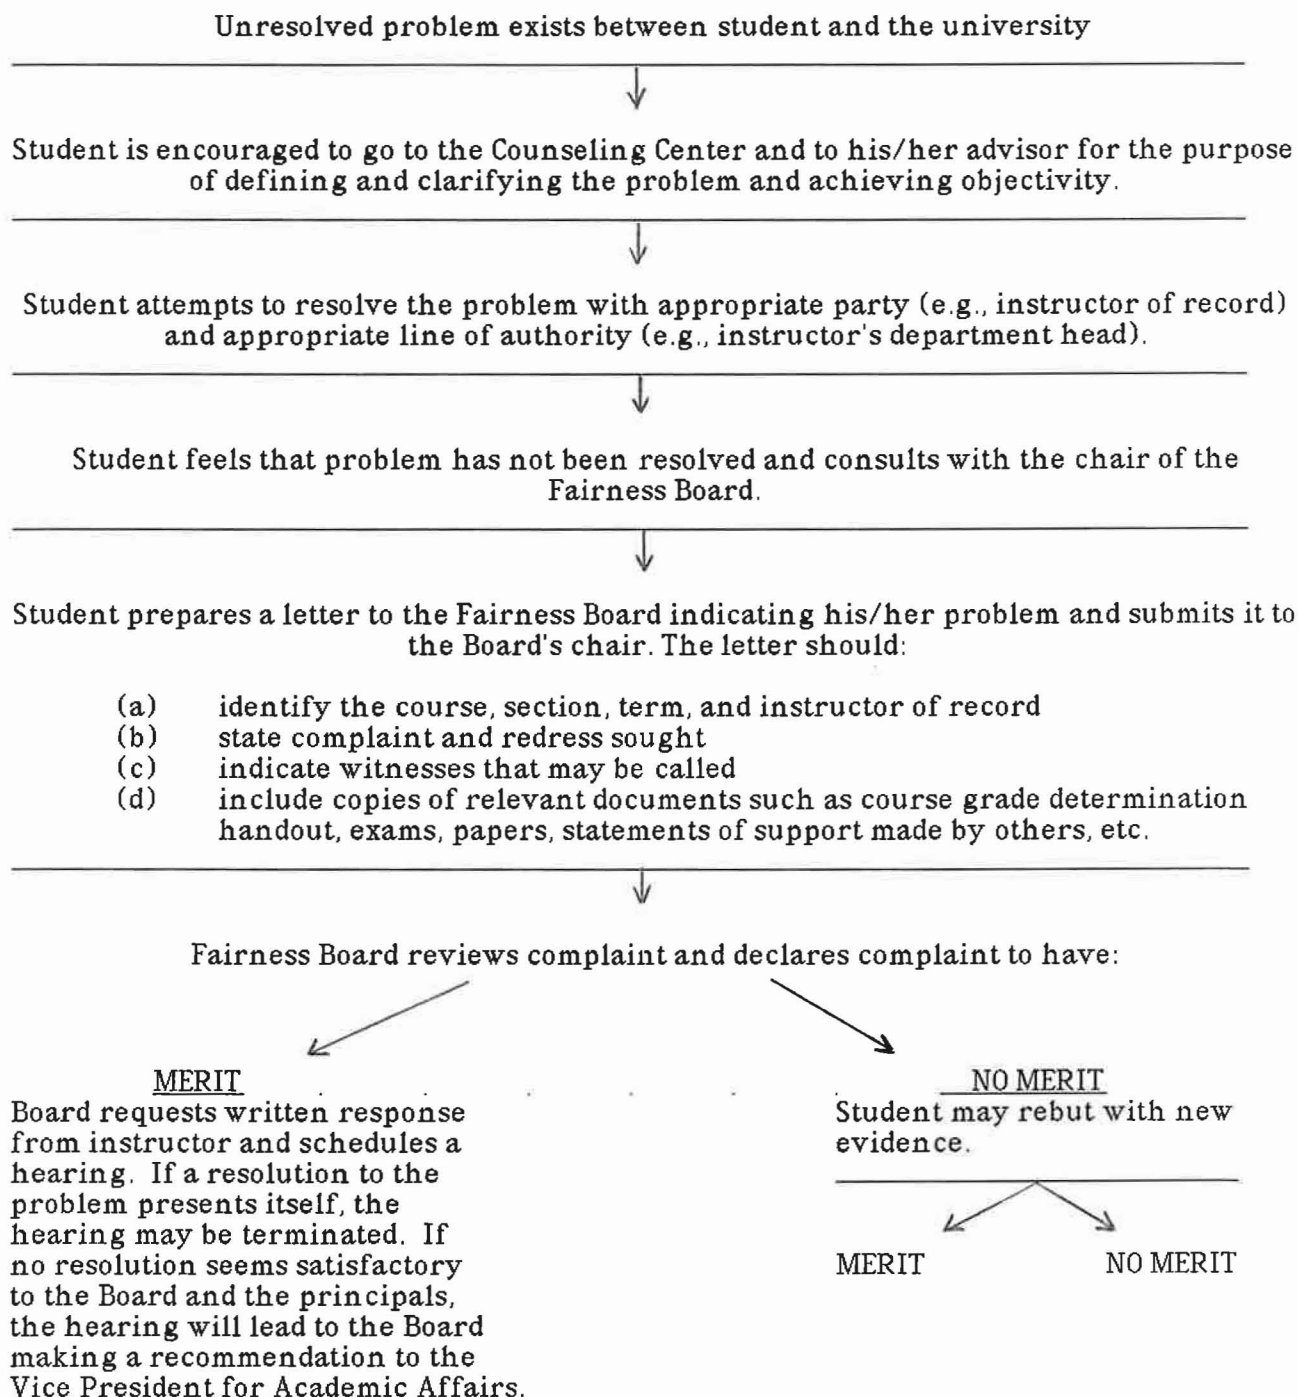 Unresolved problem exists between student and the university
Student is encouraged to go to the Counseling Center and to his/her advisor for the purpose
of defining and clarifying the problem and achieving objectivity.
Student attempts to resolve the problem with appropriate party (e.g., instructor of record)
and appropriate line of authority (e.g., instructor's department head).
Student feels that problem has not been resolved and consults with the chair of the
Fairness Board.
Student prepares a letter to the Fairness Board indicating his/her problem and submits it to
the Board's chair. The letter should:
(a) identify the course, section, term, and instructor of record
(b) state complaint and redress sought
(c) indicate witnesses that may be called
(d) include copies of relevant documents such as course grade determination
handout, exams, papers, statements of support made by others, etc.
Fairness Board reviews complaint and declares complaint to have:
MERIT
Board requests written response
from instructor and schedules a
hearing. If a resolution to the
problem presents itself, the
hearing may be terminated. If
no resolution seems satisfactory
to the Board and the principals,
the hearing will lead to the Board
making a recommendation to the
Vice President for Academic Affairs.
NO MERIT
Student may rebut with new
evidence.
MERIT NO MERIT